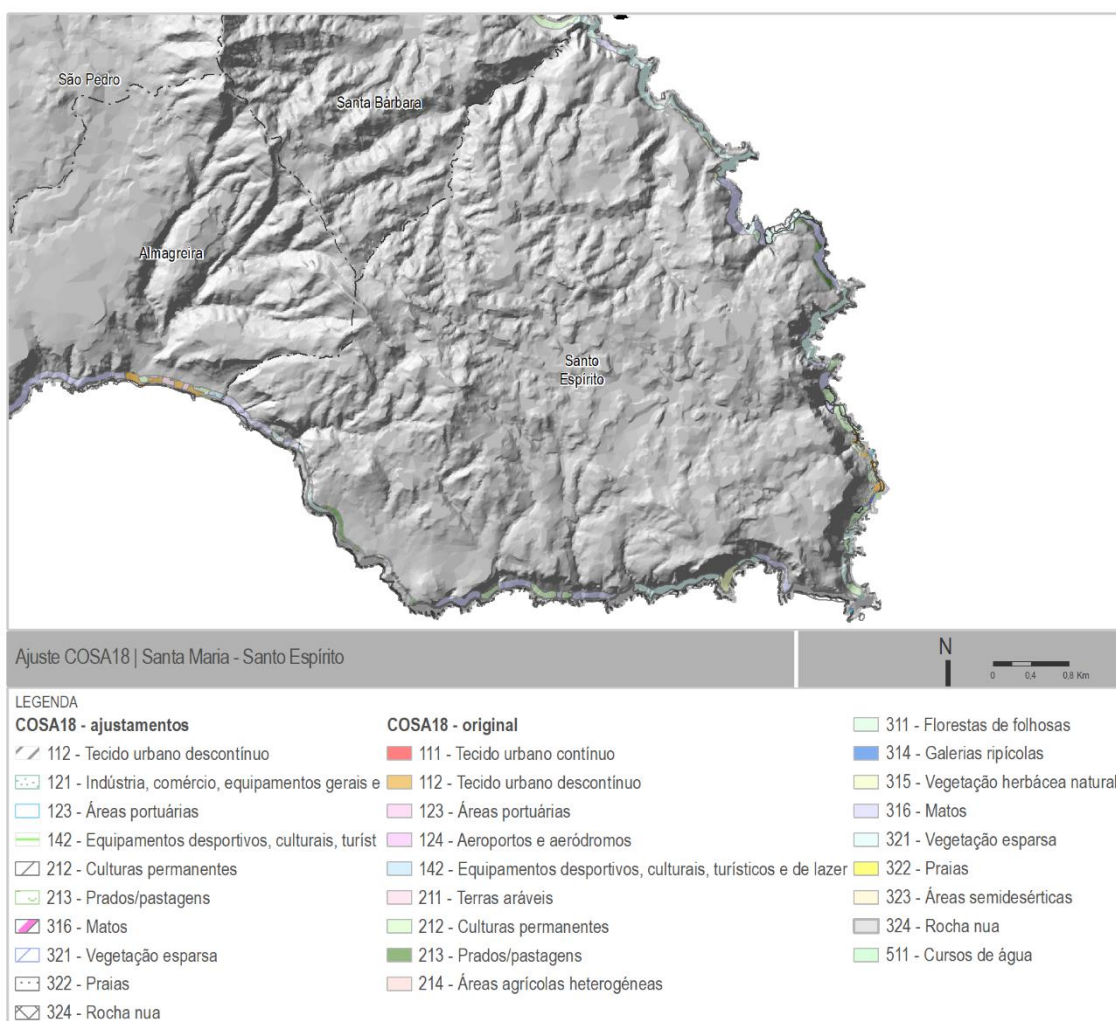 São Pedro
Santa Bárbara
Almagreira
Santo
Espírito
Ajuste COSA18 | Santa Maria - Santo Espírito
N
0 0,4 0,8 Km
LEGENDA
COSA18 - ajustamentos
112 - Tecido urbano descontínuo
121 - Indústria, comércio, equipamentos gerais e
123 - Áreas portuárias
142 - Equipamentos desportivos, culturais, turíst
212 - Culturas permanentes
213 - Prados/pastagens
316 - Matos
321 - Vegetação esparsa
322 - Praias
324 - Rocha nua
COSA18 - original
111 - Tecido urbano contínuo
112 - Tecido urbano descontínuo
123 - Áreas portuárias
124 - Aeroportos e aeródromos
142 - Equipamentos desportivos, culturais, turísticos e de lazer
211 - Terras aráveis
212 - Culturas permanentes
213 - Prados/pastagens
214 - Áreas agrícolas heterogéneas
311 - Florestas de folhosas
314 - Galerias ripícolas
315 - Vegetação herbácea natural
316 - Matos
321 - Vegetação esparsa
322 - Praias
323 - Áreas semidesérticas
324 - Rocha nua
511 - Cursos de água